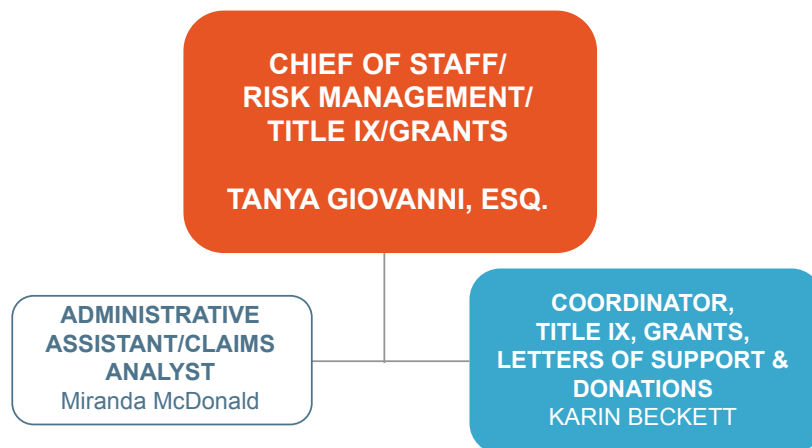 CHIEF OF STAFF/
RISK MANAGEMENT/
TITLE IX/GRANTS
TANYA GIOVANNI, ESQ.
ADMINISTRATIVE
ASSISTANT/CLAIMS
ANALYST
Miranda McDonald
COORDINATOR,
TITLE IX, GRANTS,
LETTERS OF SUPPORT &
DONATIONS
KARIN BECKETT